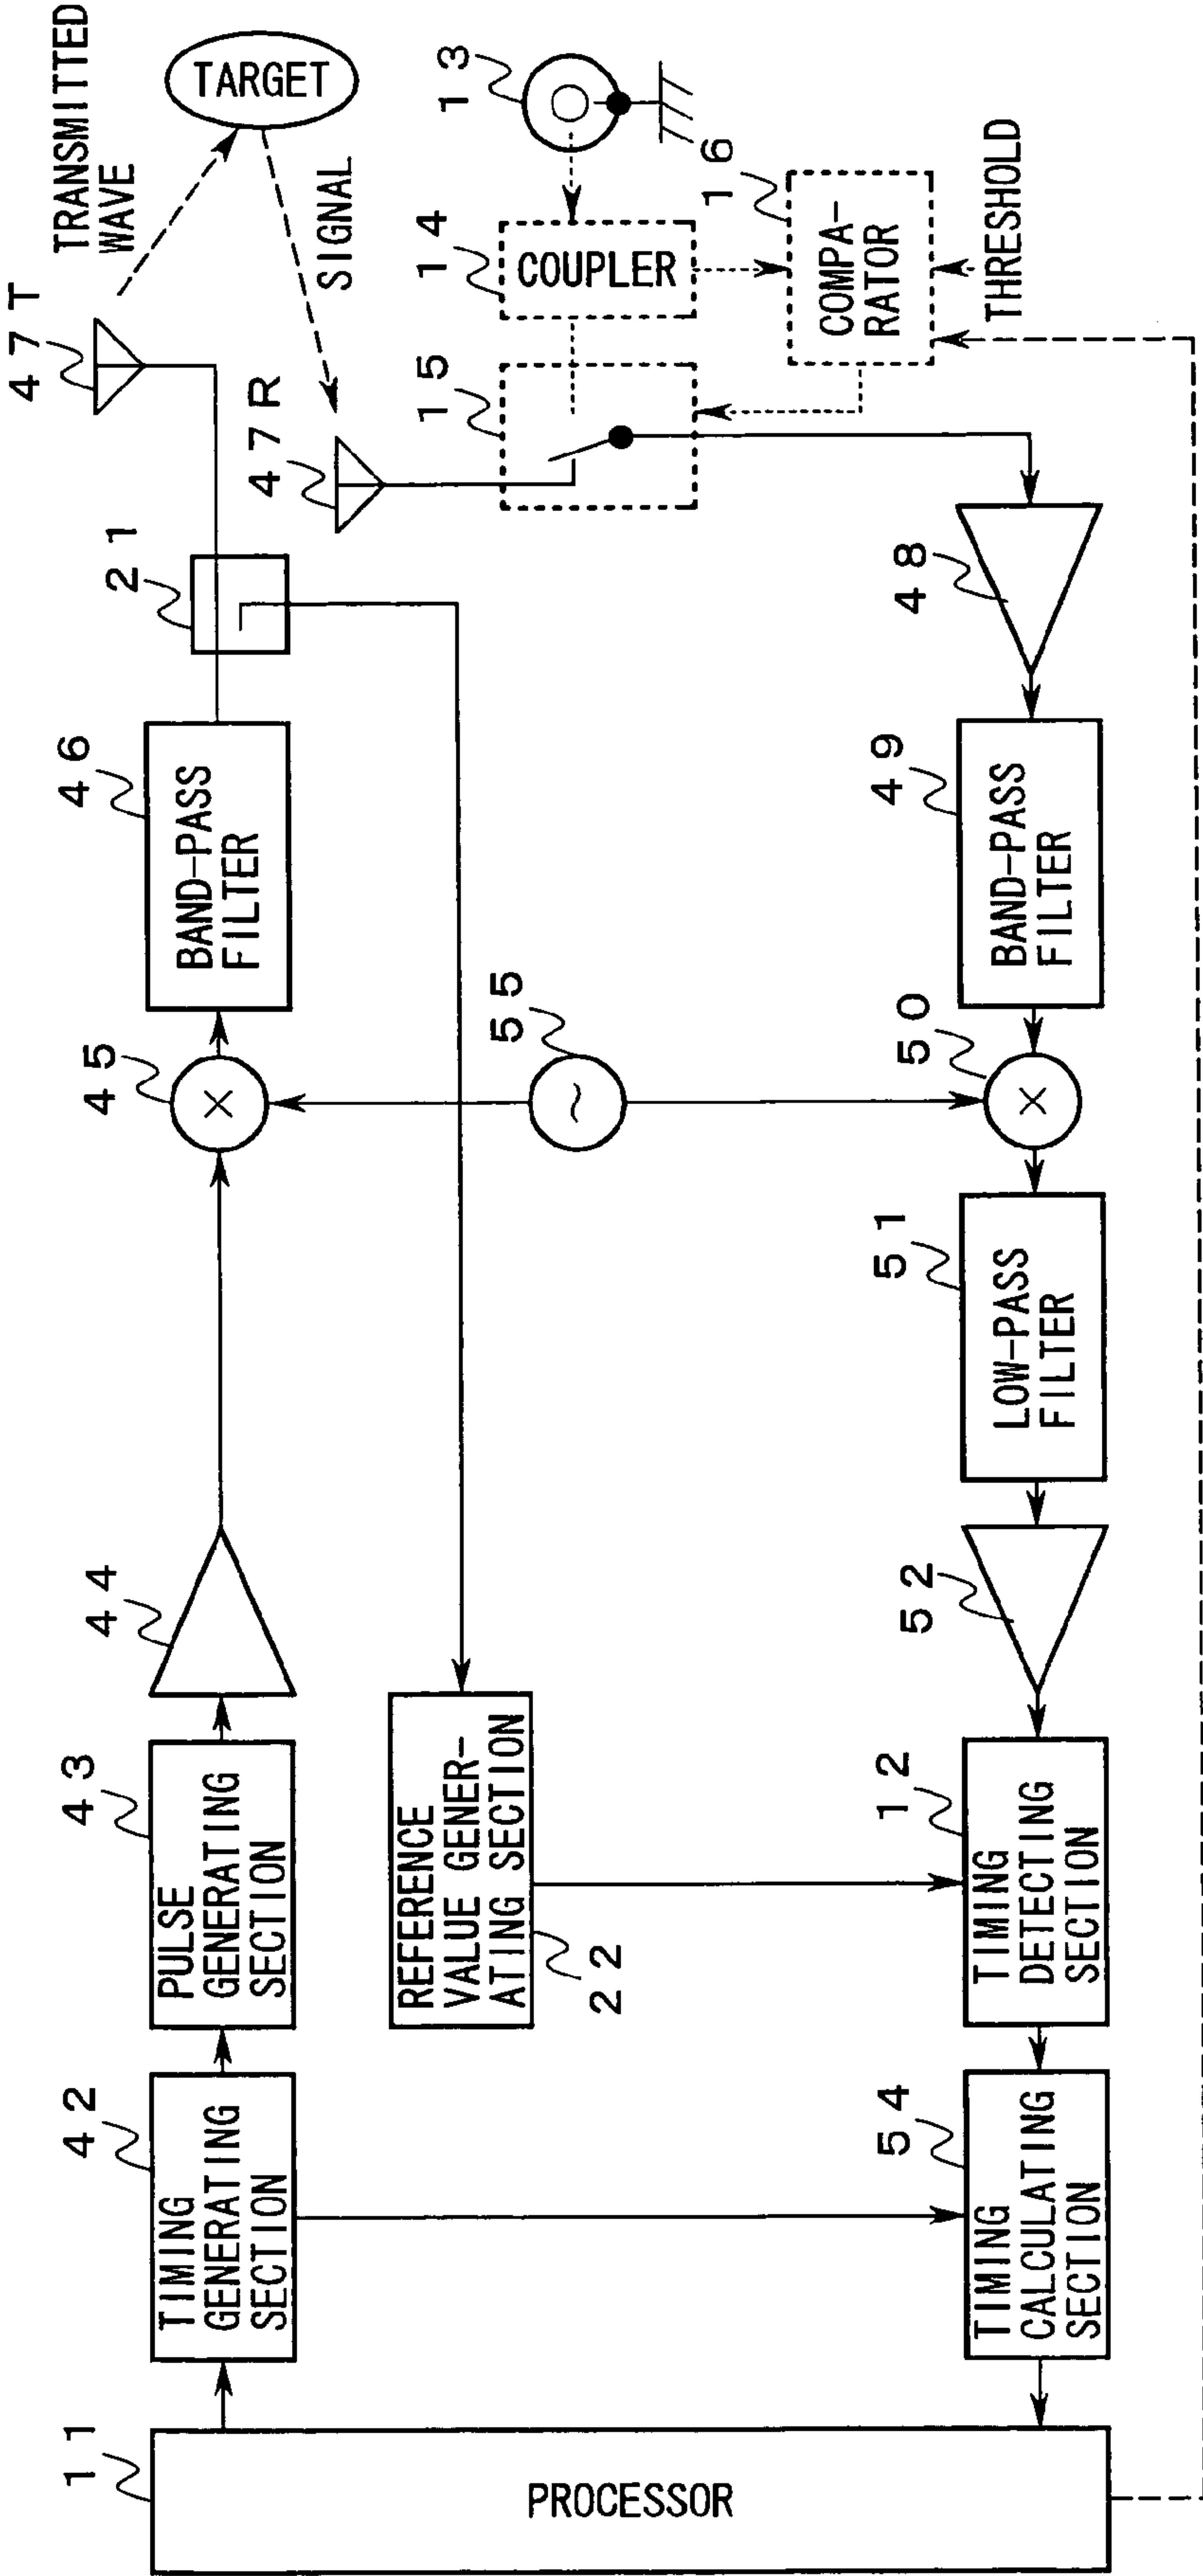 TRANSMITTED
WAVE
TARGET
SIGNAL
47T
47R
21
46
BAND-PASS
FILTER
45
44
43
PULSE
GENERATING
SECTION
42
TIMING
GENERATING
SECTION
11
PROCESSOR
REFERENCE
VALUE GENER-
ATING SECTION
22
55
~
×
13
14
COUPLER
15
16
COMPA-
RATOR
THRESHOLD
48
49
BAND-PASS
FILTER
50
×
51
LOW-PASS
FILTER
52
12
TIMING
DETECTING
SECTION
54
TIMING
CALCULATING
SECTION